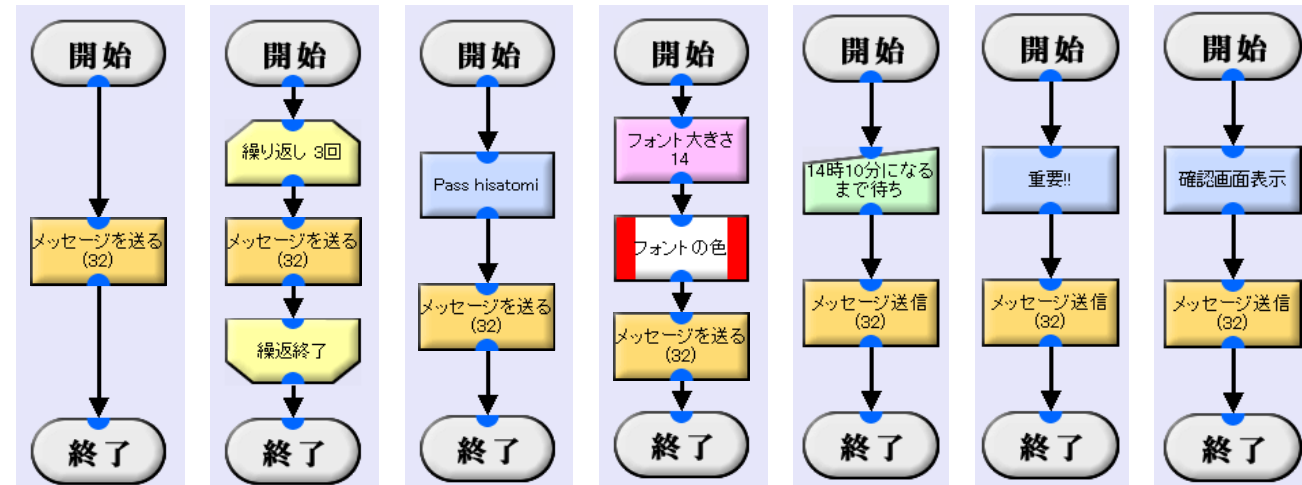 開始
メッセージを送る
(32)
終了
開始
繰り返し 3回
メッセージを送る
(32)
繰返終了
終了
開始
Pass hisatomi
メッセージを送る
(32)
終了
開始
フォント大きさ
14
フォントの色
メッセージを送る
(32)
終了
開始
14時10分になる
まで待ち
メッセージ送信
(32)
終了
開始
重要!!
メッセージ送信
(32)
終了
開始
確認画面表示
メッセージ送信
(32)
終了